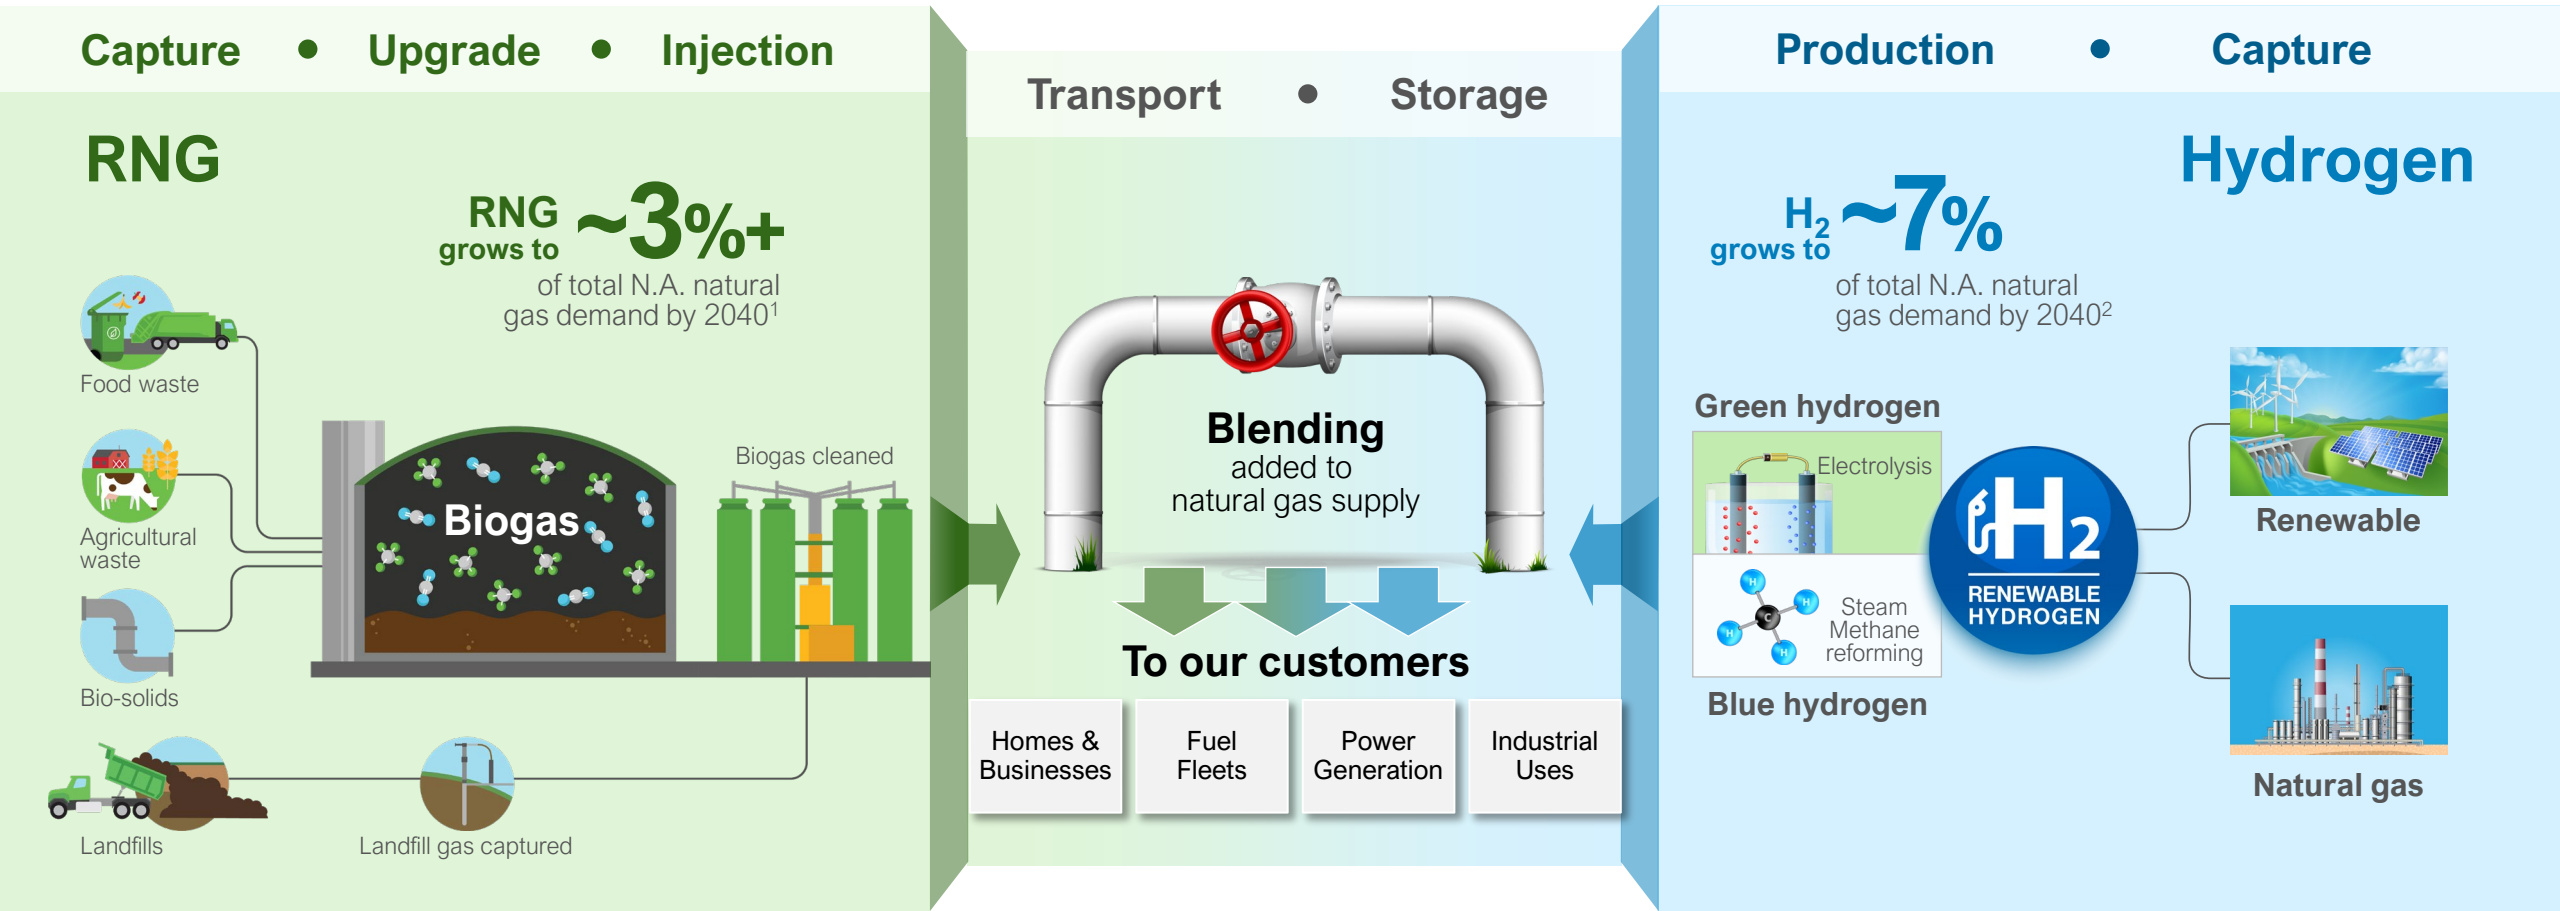 Capture • Upgrade • Injection
RNG
RNG
grows to
~3%+
of total N.A. natural
gas demand by 2040¹
Food waste
Agricultural
waste
Bio-solids
Landfills
Landfill gas captured
Biogas
Biogas cleaned
Transport • Storage
Blending
added to
natural gas supply
To our customers
Homes &
Businesses
Fuel
Fleets
Power
Generation
Industrial
Uses
Production • Capture
Hydrogen
H₂
grows to
~7%
of total N.A. natural
gas demand by 2040²
Green hydrogen
Electrolysis
H
H
C
H
H
Steam
Methane
reforming
Blue hydrogen
H2
RENEWABLE
HYDROGEN
Renewable
Natural gas